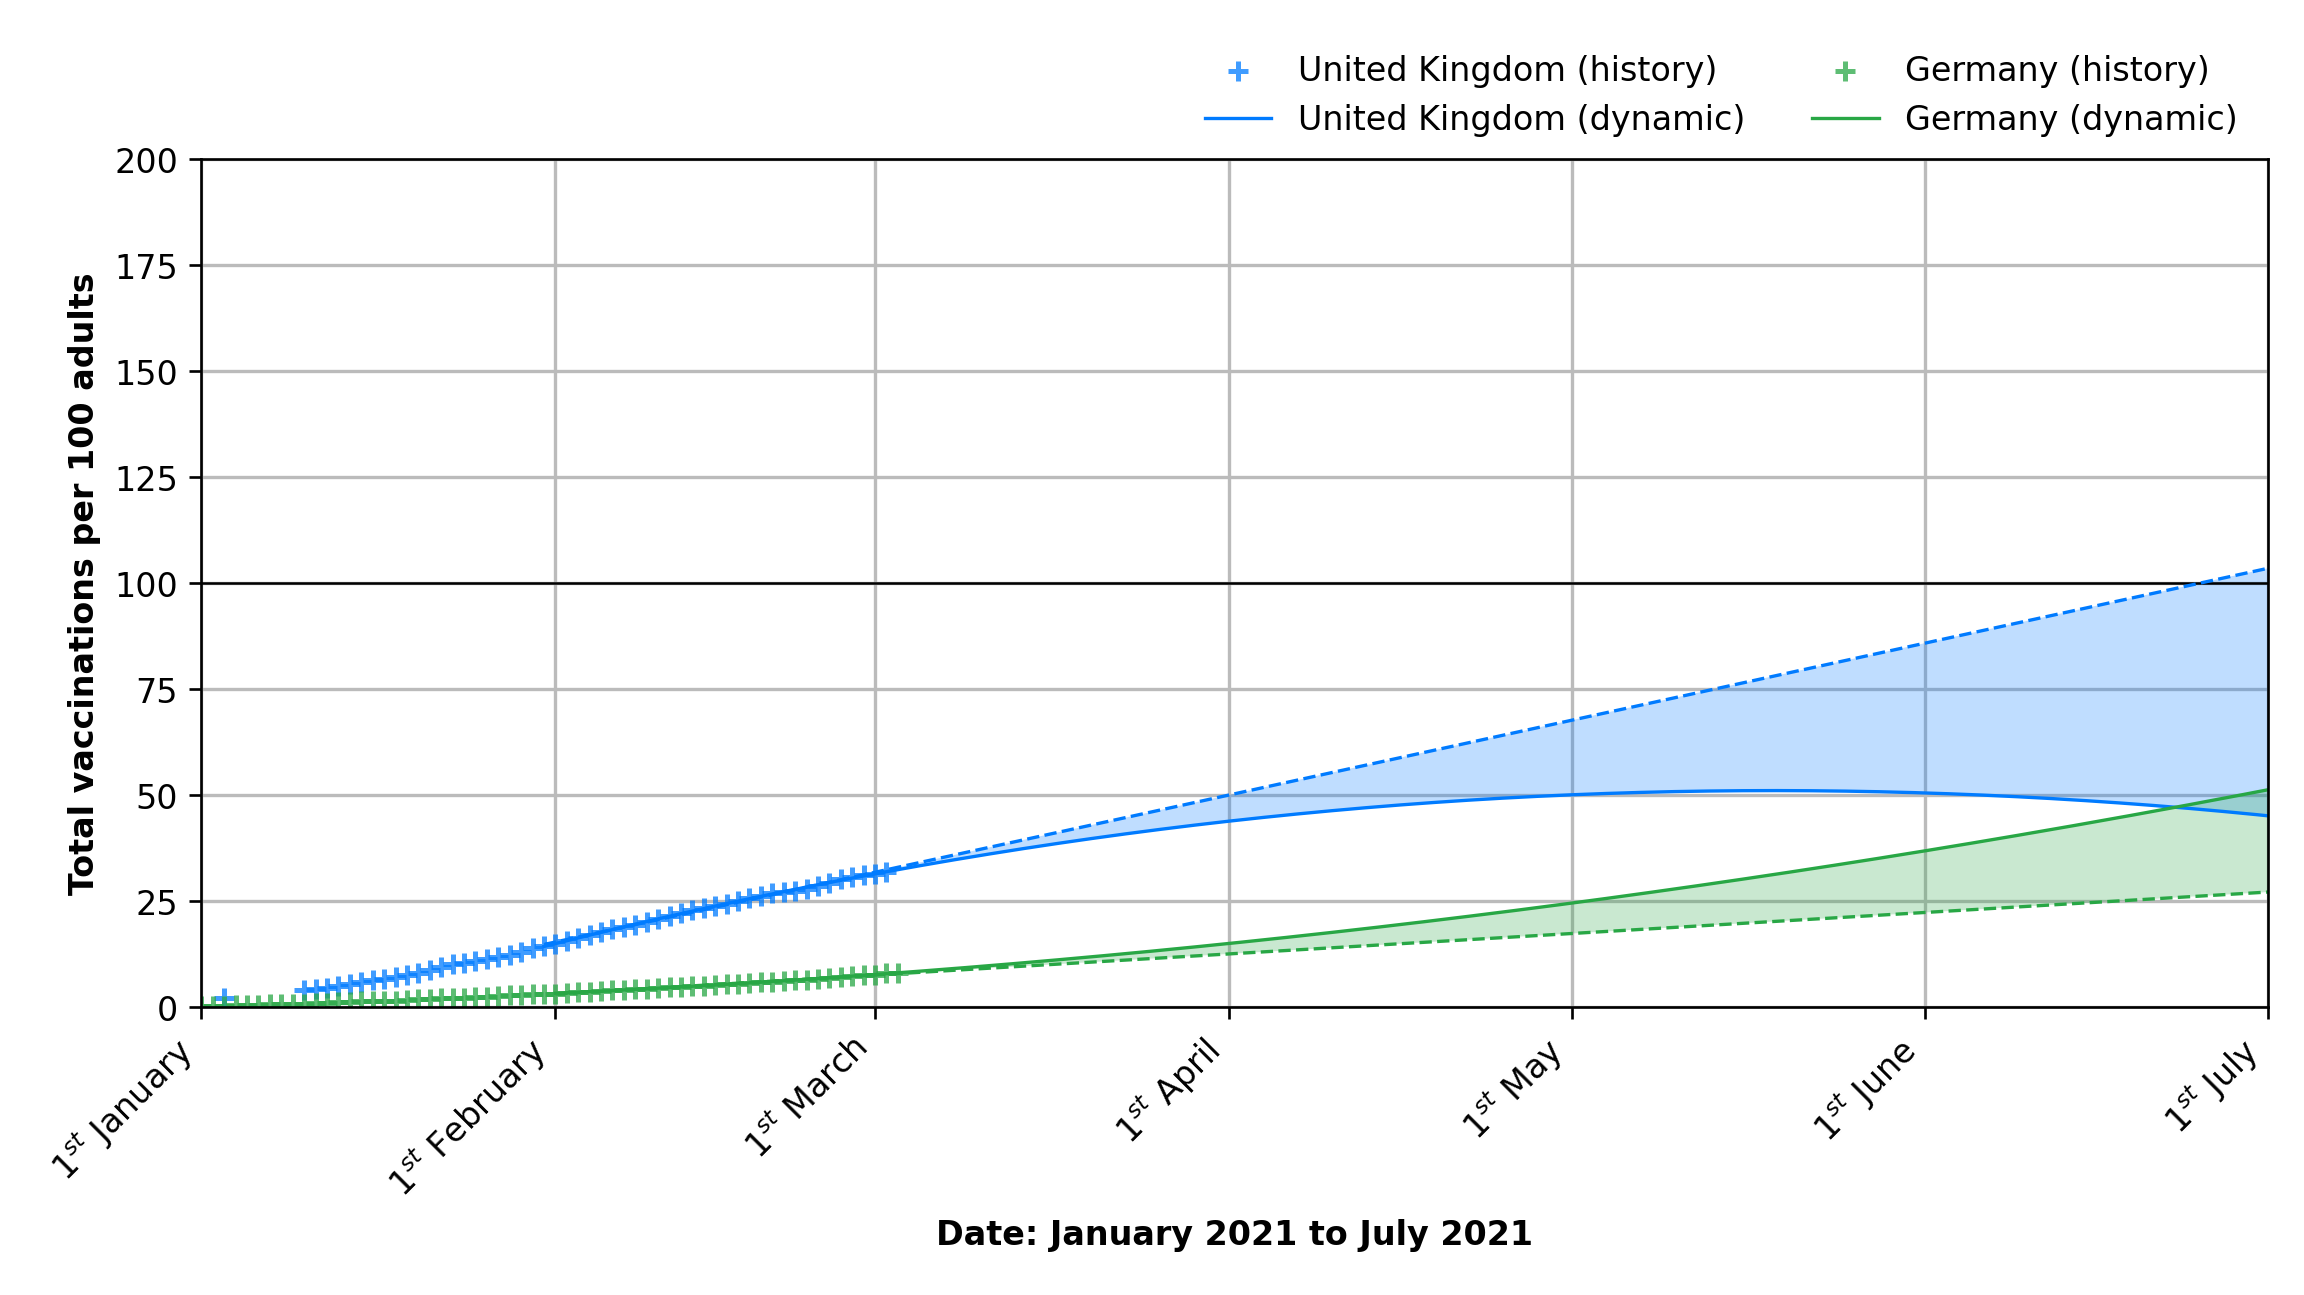 United Kingdom (history)
Germany (history)
United Kingdom (dynamic)
Germany (dynamic)
Total vaccinations per 100 adults
200
175
150
125
100
75
50
25
0
1st January
1st February
1st March
1st April
1st May
1st June
1st July
Date: January 2021 to July 2021